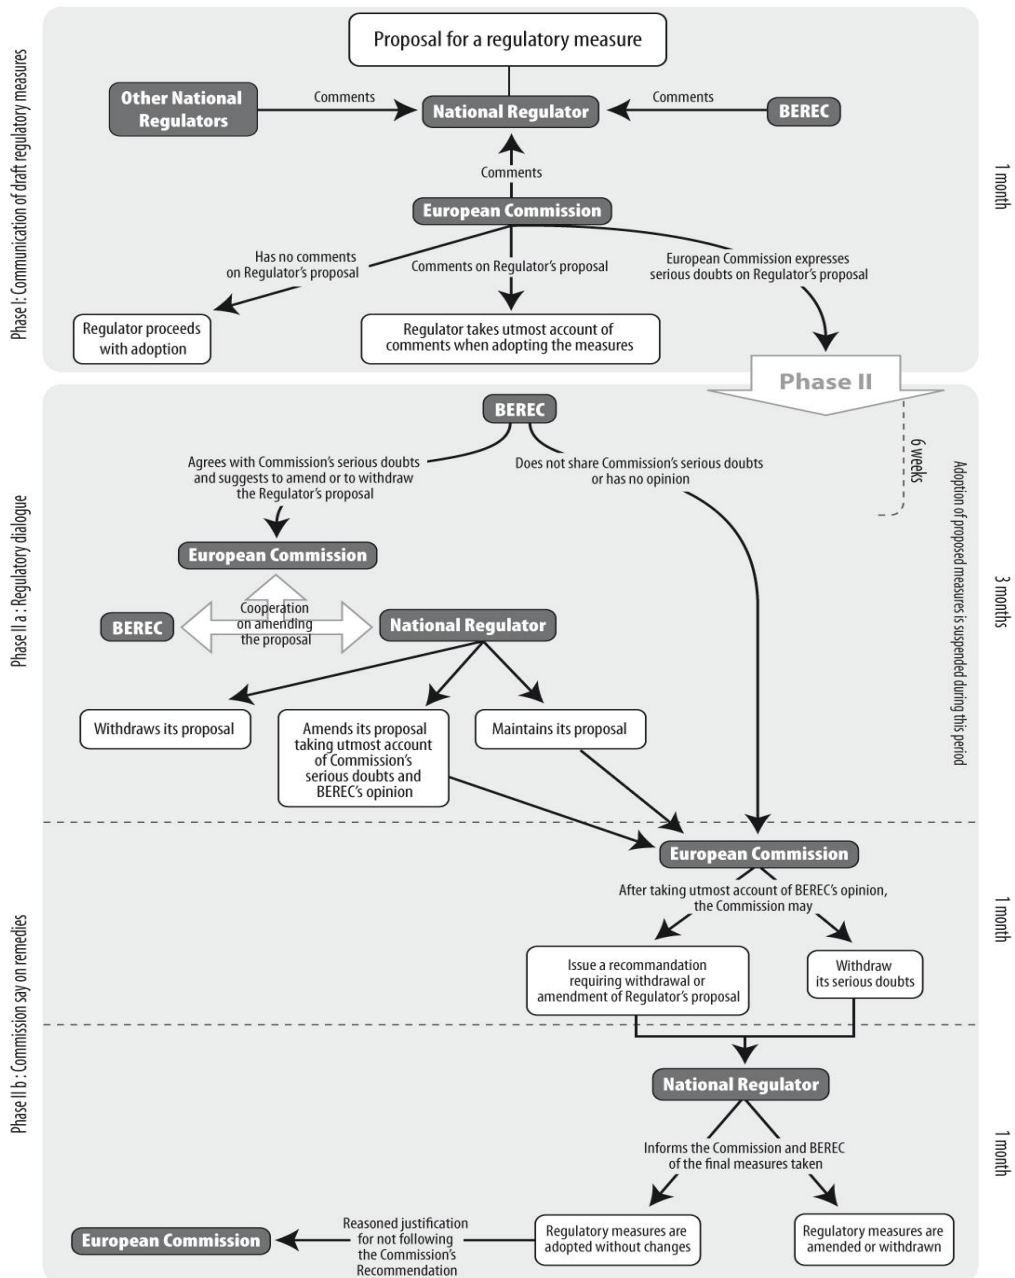 Proposal for a regulatory measure
Phase I: Communication of draft regulatory measures
1 month
Other National
Regulators
Comments
National Regulator
Comments
BEREC
Comments
European Commission
Has no comments
on Regulator's proposal
Comments on Regulator's proposal
European Commission expresses
serious doubts on Regulator's proposal
Regulator proceeds
with adoption
Regulator takes utmost account of
comments when adopting the measures
Phase II
Phase II a : Regulatory dialogue
6 weeks
Adoption of proposed measures is suspended during this period
3 months
BEREC
Agrees with Commission's serious doubts
and suggests to amend or to withdraw
the Regulator's proposal
Does not share Commission's serious doubts
or has no opinion
European Commission
Cooperation
on amending
the proposal
BEREC
National Regulator
Withdraws its proposal
Amends its proposal
taking utmost account
of Commission's
serious doubts and
BEREC's opinion
Maintains its proposal
Phase II b : Commission say on remedies
1 month
European Commission
After taking utmost account of BEREC's opinion,
the Commission may
Issue a recommandation
requiring withdrawal or
amendment of Regulator's proposal
Withdraw
its serious doubts
1 month
National Regulator
Informs the Commission and BEREC
of the final measures taken
European Commission
Reasoned justification
for not following
the Commission's
Recommendation
Regulatory measures are
adopted without changes
Regulatory measures are
amended or withdrawn